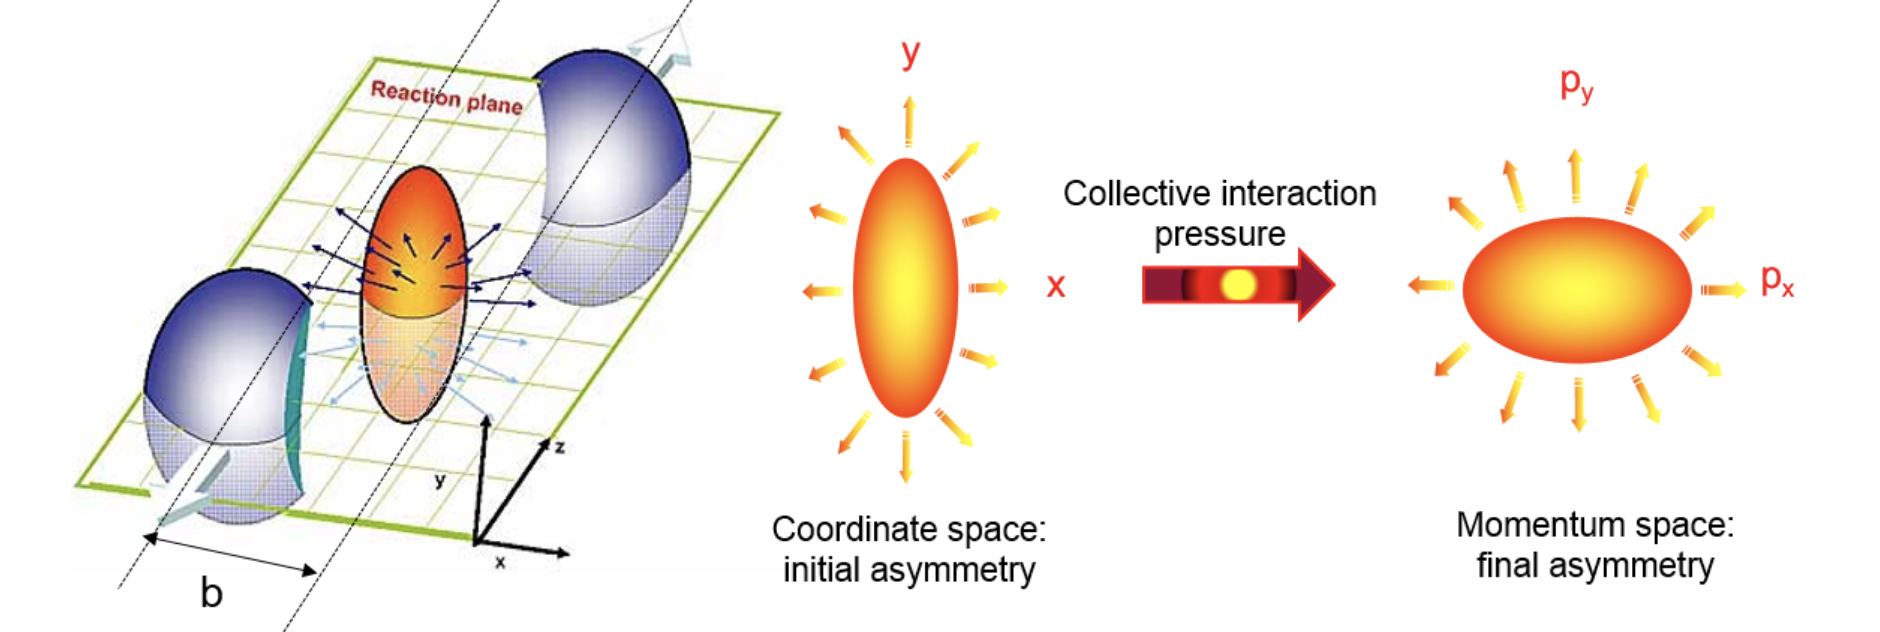 Reaction plane
z
y
x
b
y
x
Coordinate space:
initial asymmetry
Collective interaction
pressure
py
px
Momentum space:
final asymmetry